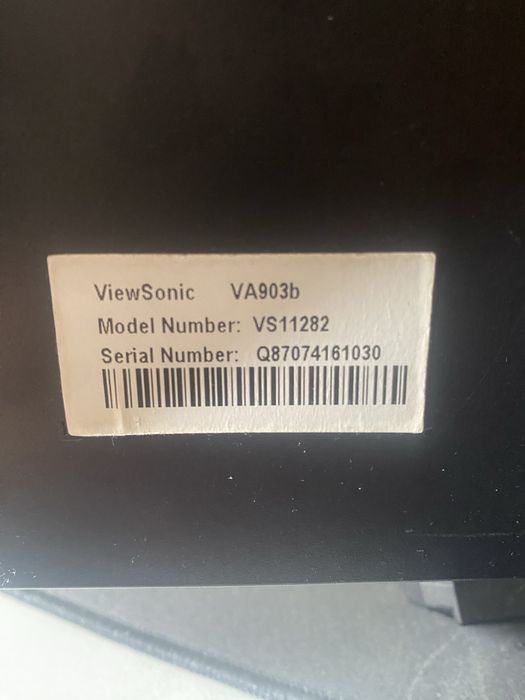 ViewSonic VA903b
Model Number: VS11282
Serial Number: Q87074161030